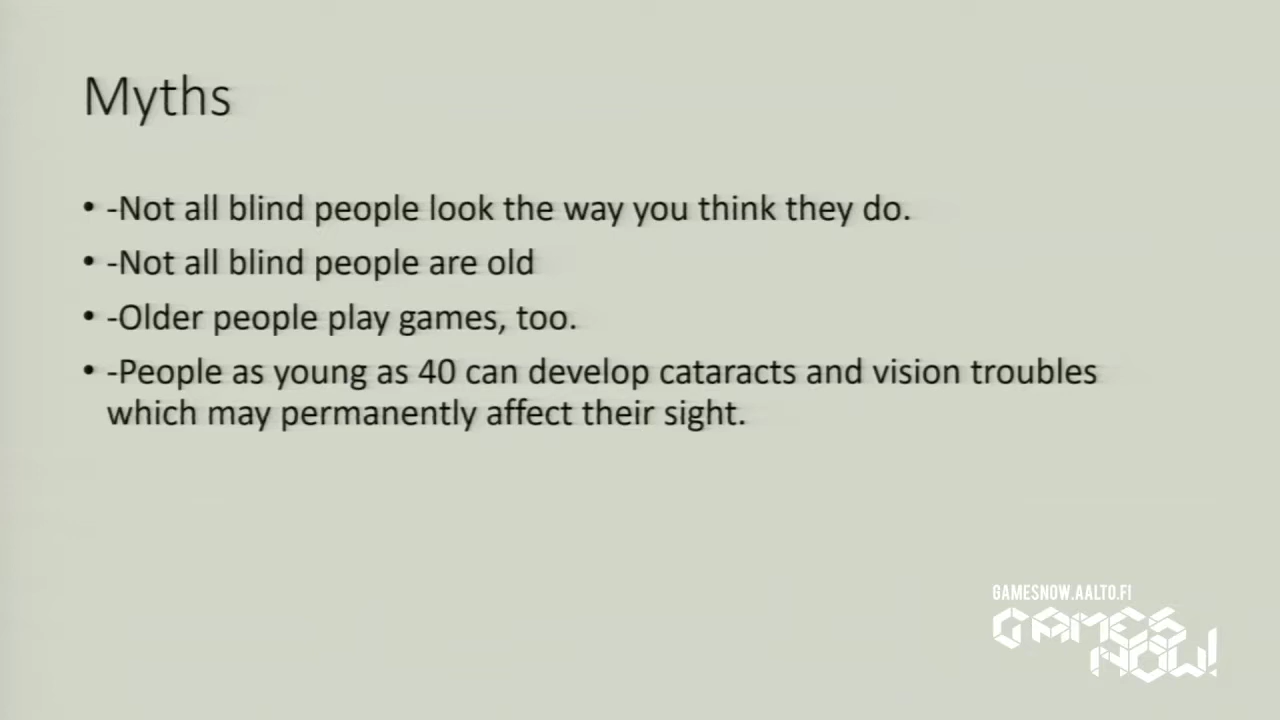 Myths
• -Not all blind people look the way you think they do.
• -Not all blind people are old
• -Older people play games, too.
• -People as young as 40 can develop cataracts and vision troubles
which may permanently affect their sight.
GAMESNOW.AALTO.FI
GAMES
NOW!